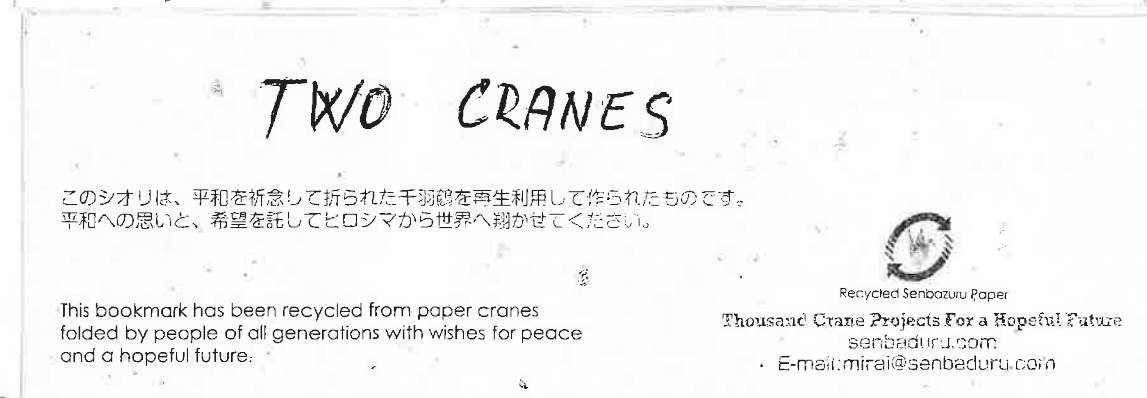 TWO CRANES
このシオリは、平和を祈念して折られた千羽鶴を再生利用して作られたものです。
平和への思いと、希望を託してヒロシマから世界へ翔かせてください。
This bookmark has been recycled from paper cranes
folded by people of all generations with wishes for peace
and a hopeful future.
Recycled Senbazuru Paper
Thousand Crane Projects For a Hopeful Future
senbaduru.com
E-mail:mirai@senbaduru.com